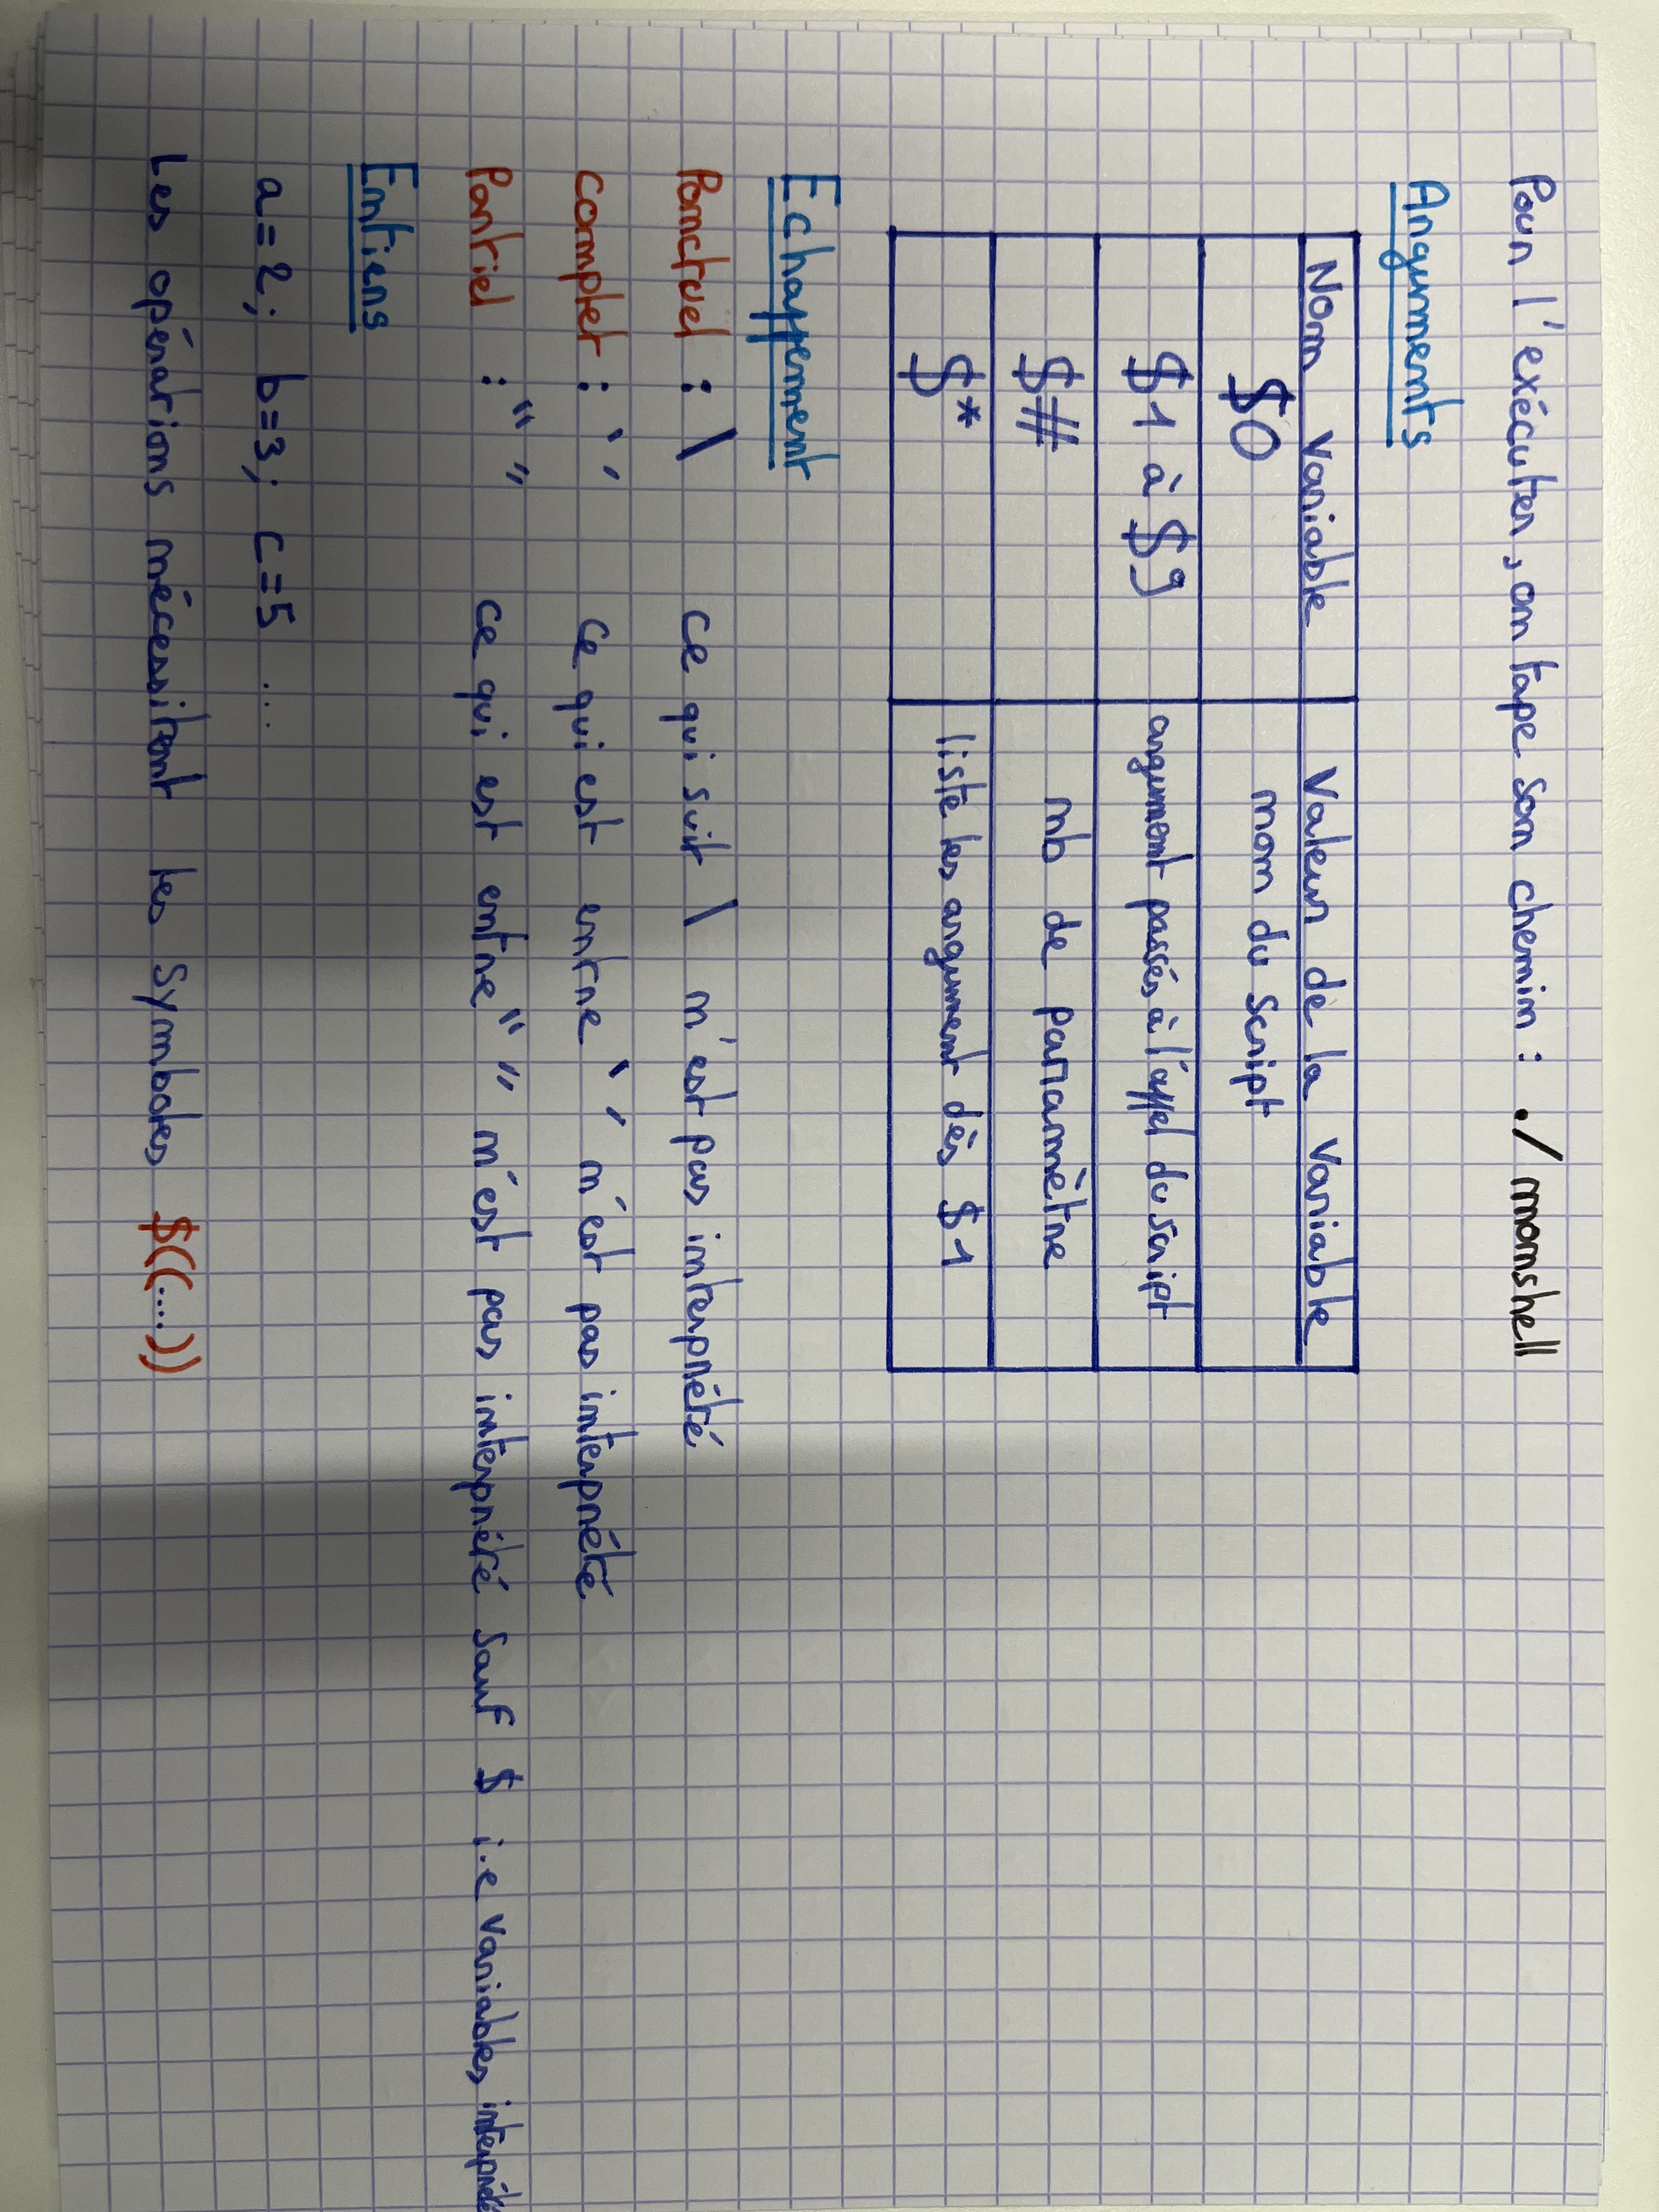 Pour l'exécuter, on tape son chemin : ./monshell
Arguments
Nom variable Valeur de la variable
$0 nom du script
$1 à $9 argument passés à l'appel du script
$# nb de paramètre
$* liste les argument dès $1
Echappement
Ponctuel : \ ce qui suit \ n'est pas interprété
complet : ‘ ’ ce qui est entre ‘ ’ n'est pas interprété
Partiel : “ ” ce qui est entre “ ” n'est pas interprété sauf $ i.e variables interprété
Entiers
a=2; b=3; c=5 ...
Les opérations nécessitent les symboles $((....))